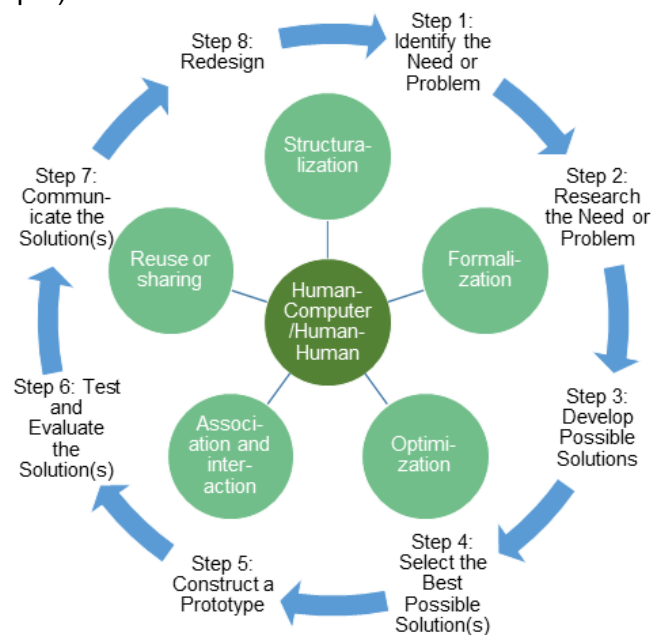 Step 1:
Identify the
Need or
Problem
Step 2:
Research
the Need or
Problem
Step 3:
Develop
Possible
Solutions
Step 4:
Select the
Best
Possible
Solution(s)
Step 5:
Construct a
Prototype
Step 6: Test
and
Evaluate
the
Solution(s)
Step 7:
Commun-
icate the
Solution(s)
Step 8:
Redesign
Structura-
lization
Formali-
zation
Optimi-
zation
Associ-
ation and
inter-
action
Reuse or
sharing
Human-
Computer
/Human-
Human